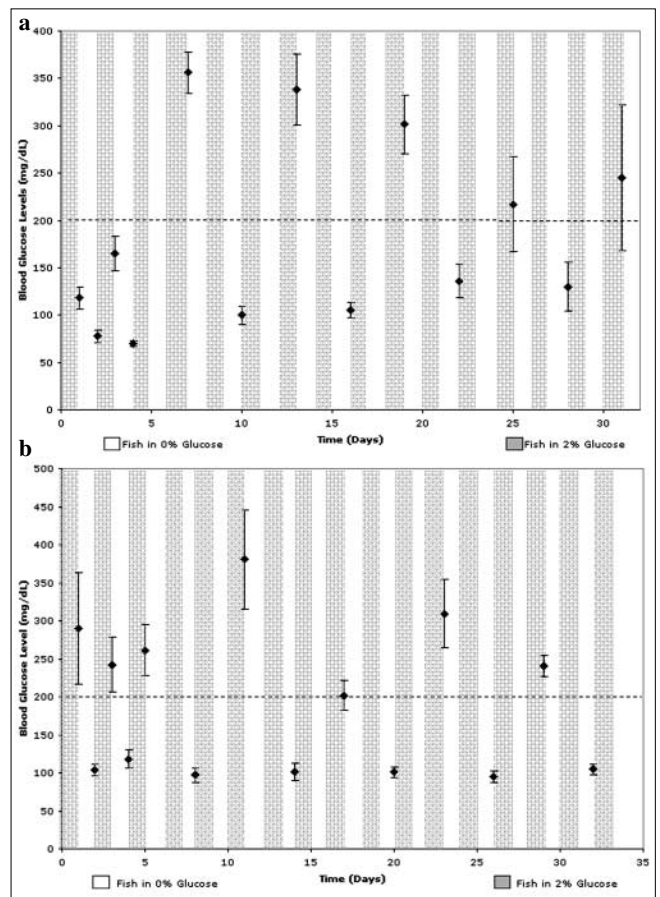 a
400
350
300
250
200
150
100
50
0
Blood Glucose Levels (mg/dL)
0 5 10 15 20 25 30
Fish in 0% Glucose Time (Days) Fish in 2% Glucose
b
500
450
400
350
300
250
200
150
100
50
0
Blood Glucose Level (mg/dL)
0 5 10 15 20 25 30 35
Fish in 0% Glucose Time (Days) Fish in 2% Glucose